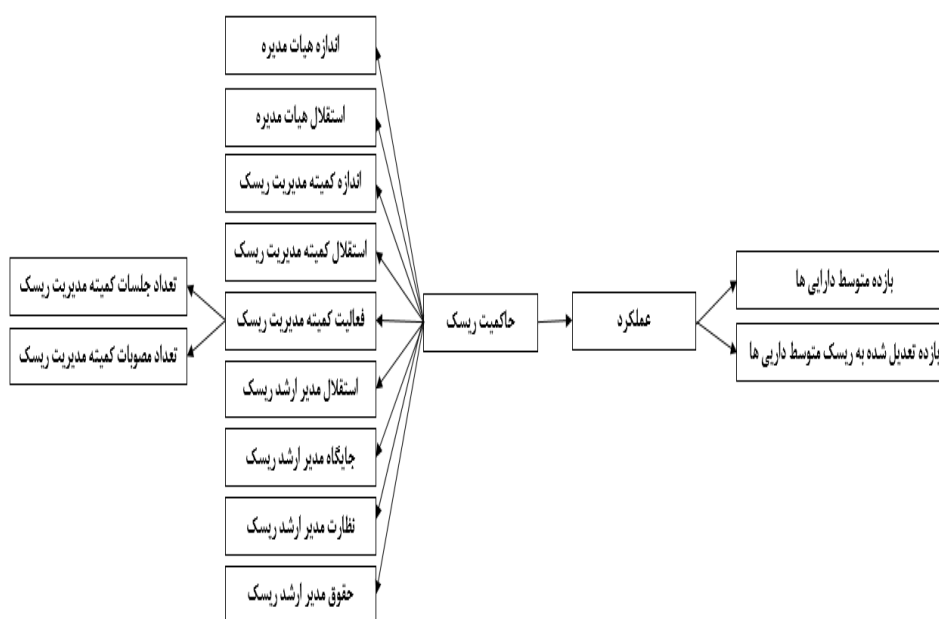 اندازه هیات مدیره
استقلال هیات مدیره
اندازه کمیته مدیریت ریسک
استقلال کمیته مدیریت ریسک
فعالیت کمیته مدیریت ریسک
استقلال مدیر ارشد ریسک
جایگاه مدیر ارشد ریسک
نظارت مدیر ارشد ریسک
حقوق مدیر ارشد ریسک
تعداد جلسات کمیته مدیریت ریسک
تعداد مصوبات کمیته مدیریت ریسک
حاکمیت ریسک
عملکرد
بازده متوسط دارایی ها
بازده تعدیل شده به ریسک متوسط داریی ها